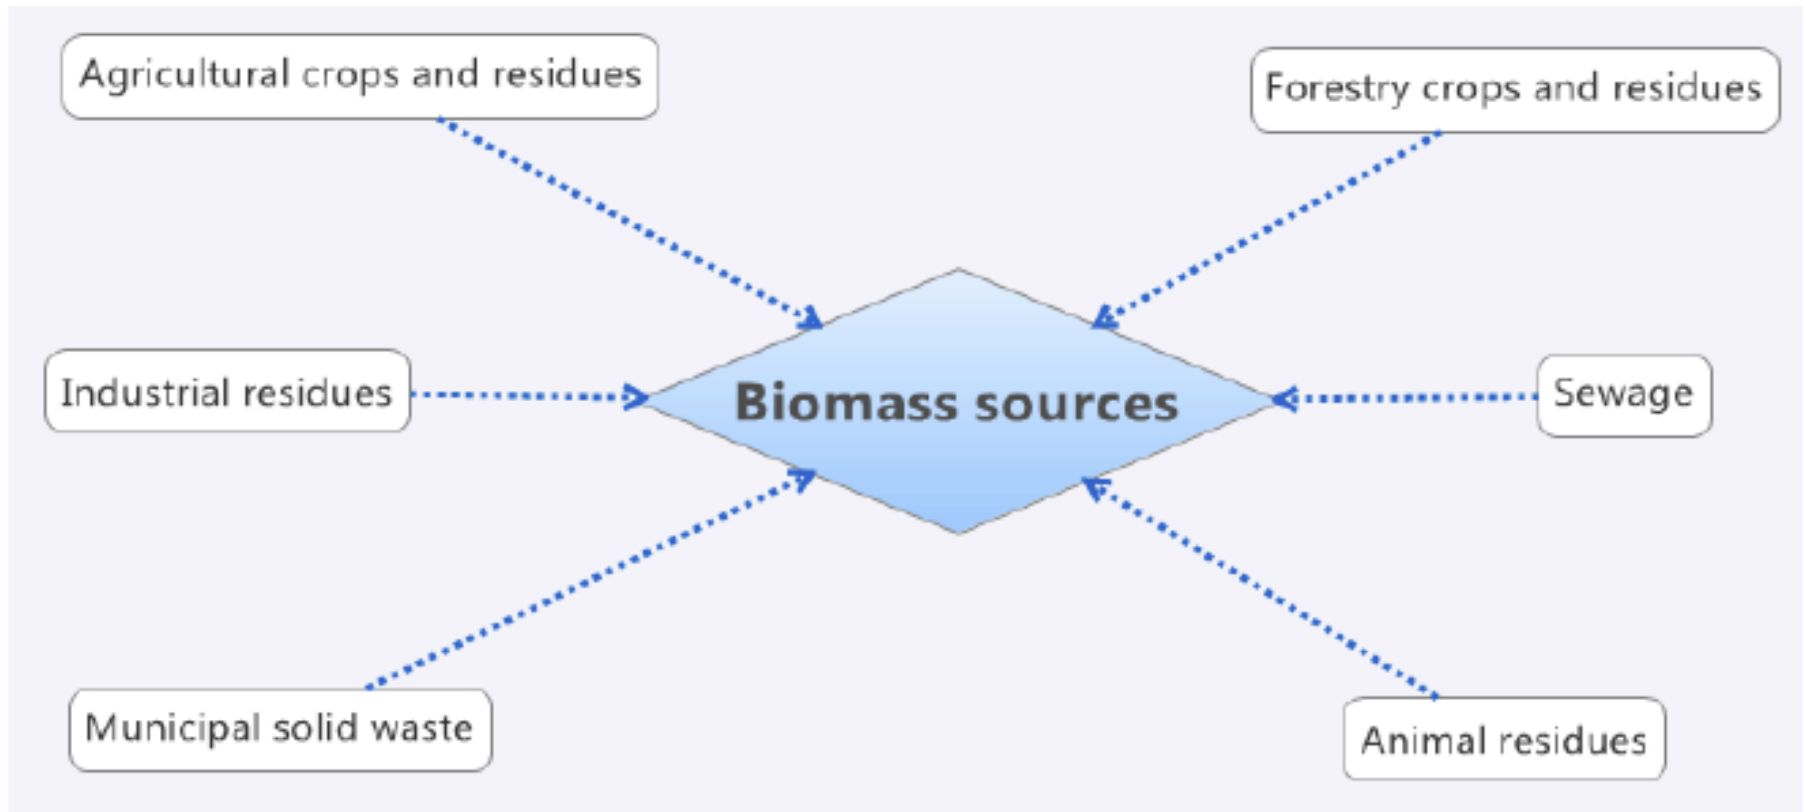 Agricultural crops and residues
Forestry crops and residues
Industrial residues
Biomass sources
Sewage
Municipal solid waste
Animal residues